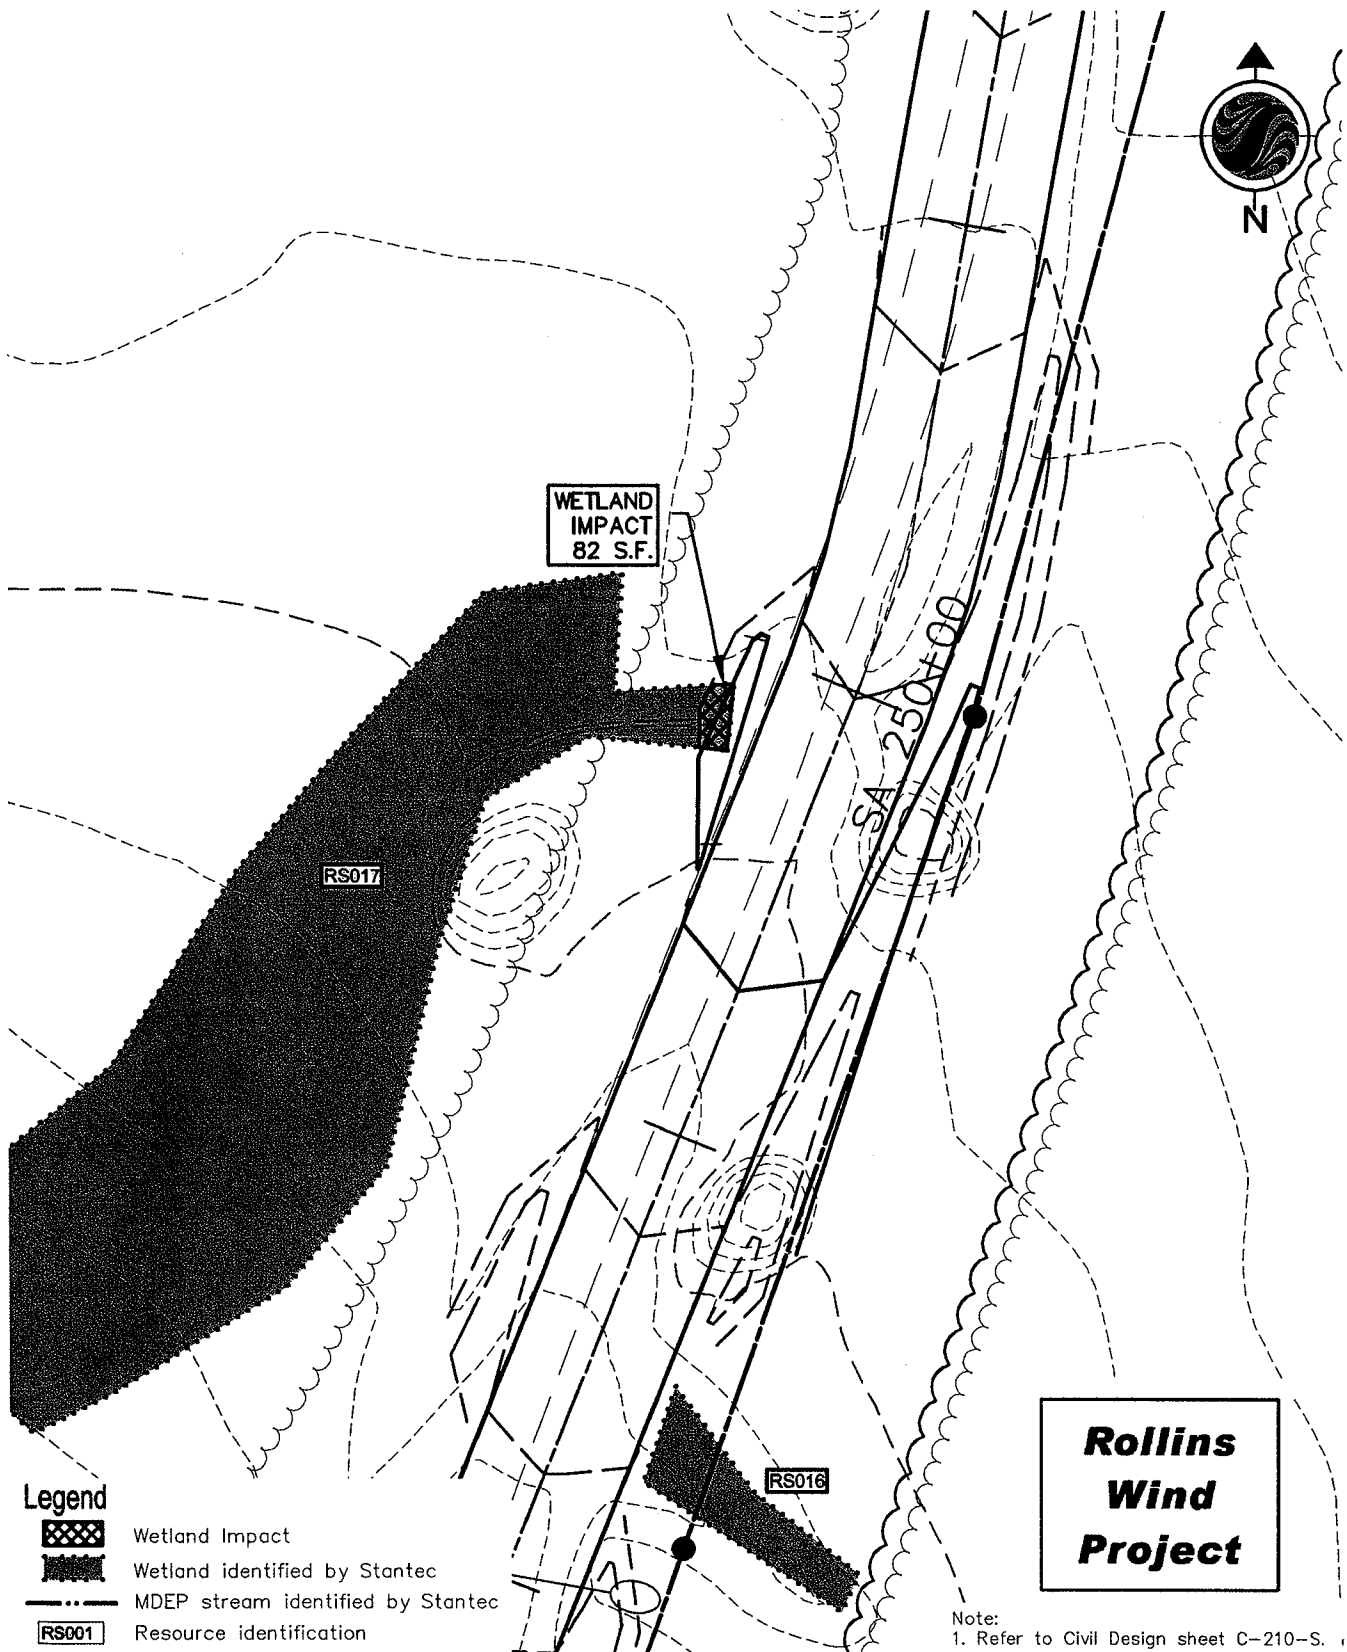 N
WETLAND
IMPACT
82 S.F.
SA 250+00
RS017
RS016
Rollins
Wind
Project
Legend
Wetland Impact
Wetland identified by Stantec
MDEP stream identified by Stantec
RS001 Resource identification
Note:
1. Refer to Civil Design sheet C-210-S.